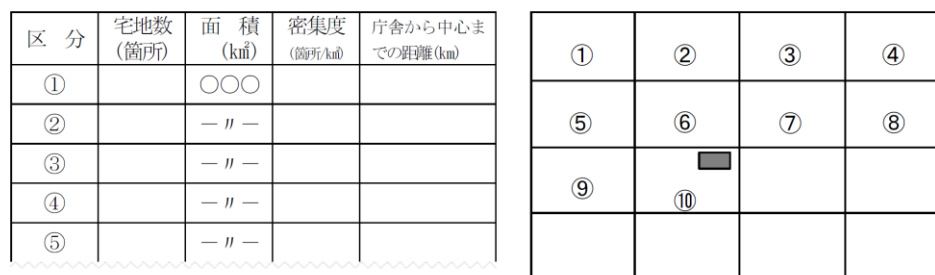 区 分 宅地数(箇所) 面 積(㎢) 密集度(箇所/㎢) 庁舎から中心までの距離(km)
① ○○○
② ―〃―
③ ―〃―
④ ―〃―
⑤ ―〃―
① ② ③ ④
⑤ ⑥ ⑦ ⑧
⑨ ⑩